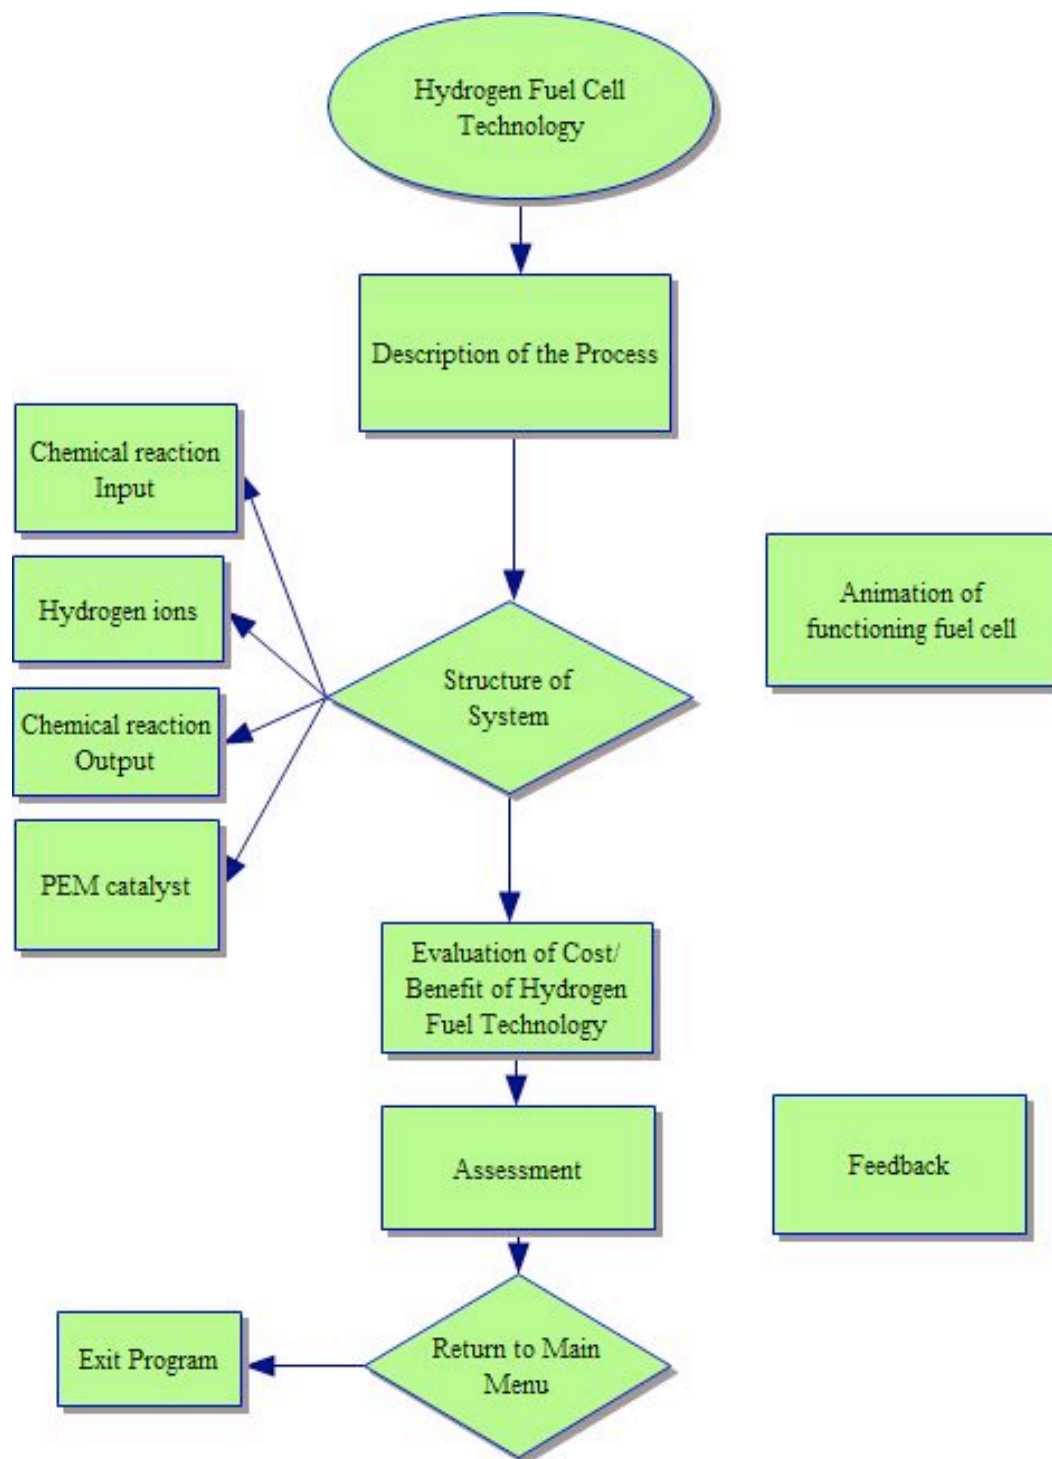 Hydrogen Fuel Cell
Technology
Description of the Process
Chemical reaction
Input
Hydrogen ions
Chemical reaction
Output
PEM catalyst
Structure of
System
Animation of
functioning fuel cell
Evaluation of Cost/
Benefit of Hydrogen
Fuel Technology
Assessment
Feedback
Return to Main
Menu
Exit Program